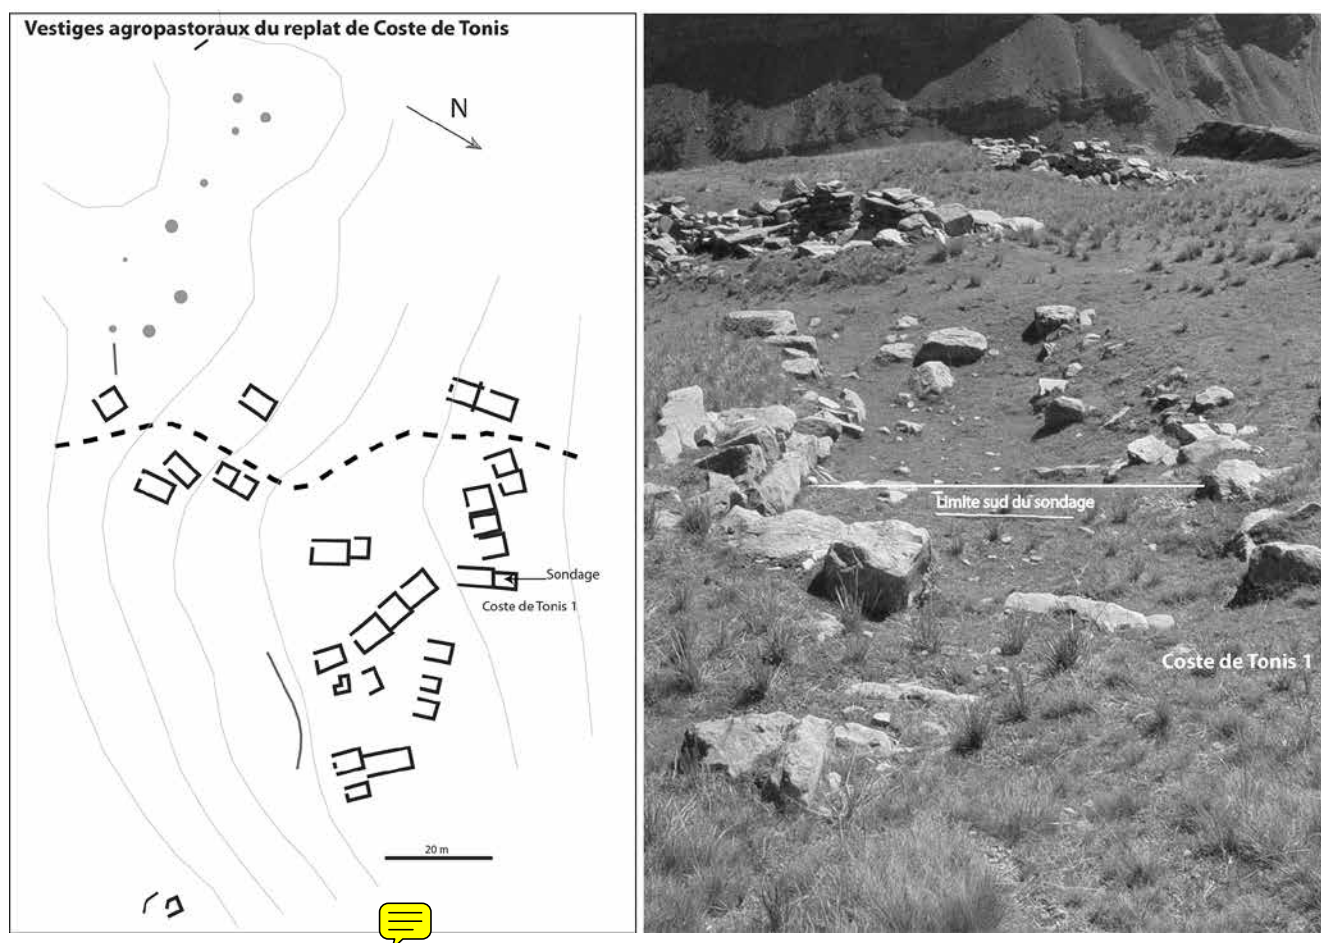 Vestiges agropastoraux du replat de Coste de Tonis
N
Sondage
Coste de Tonis 1
20 m
Limite sud du sondage
Coste de Tonis 1